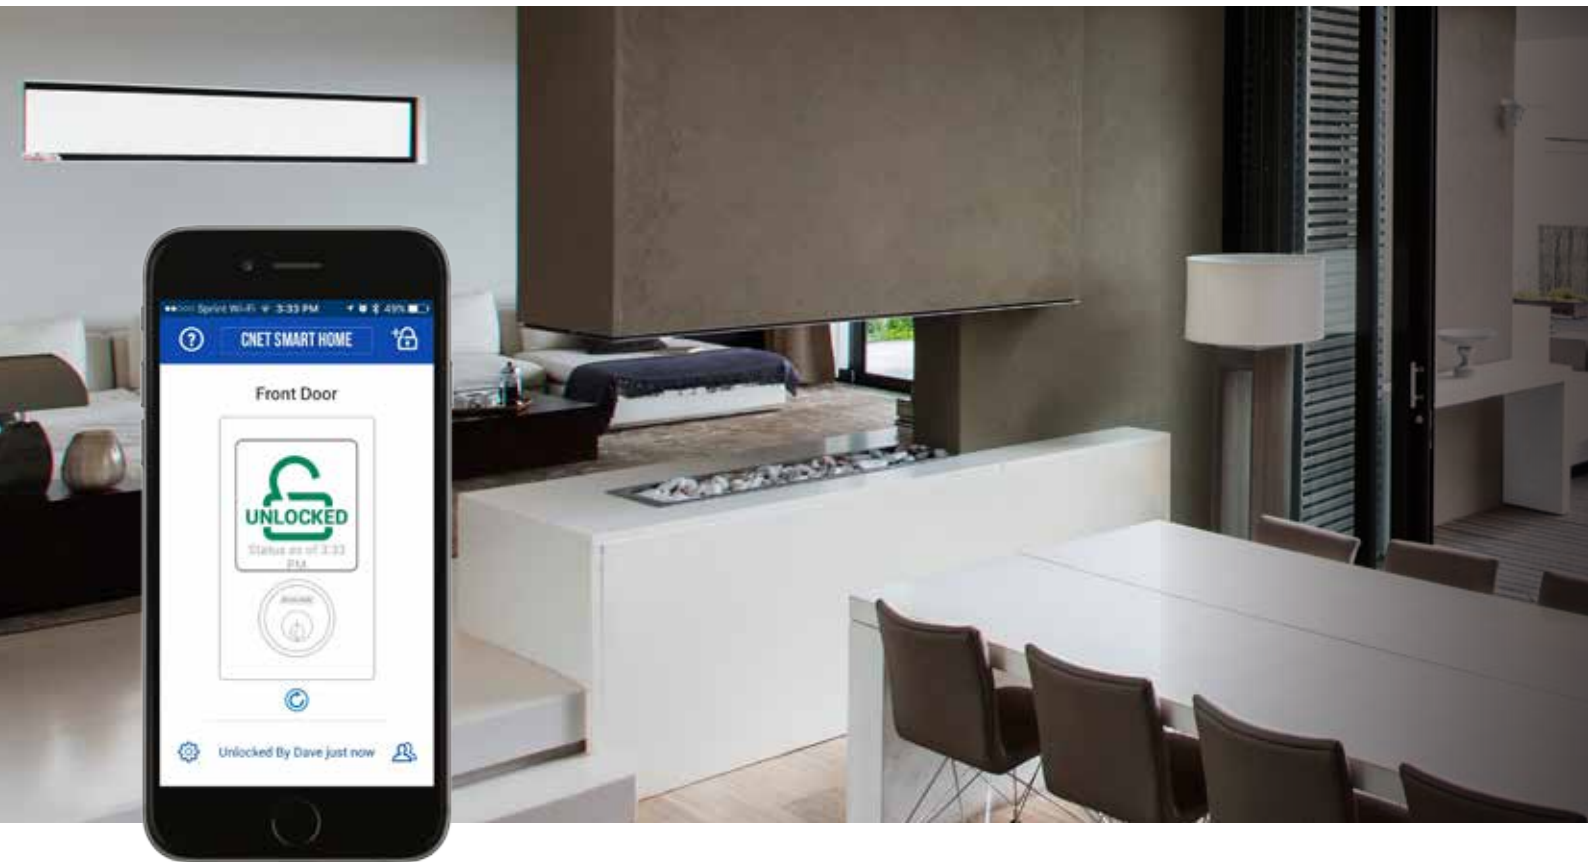 Sprint Wi-Fi 3:33 PM 49%
CNET SMART HOME
Front Door
UNLOCKED
Status as of 3:33
PM
Unlocked By Dave just now